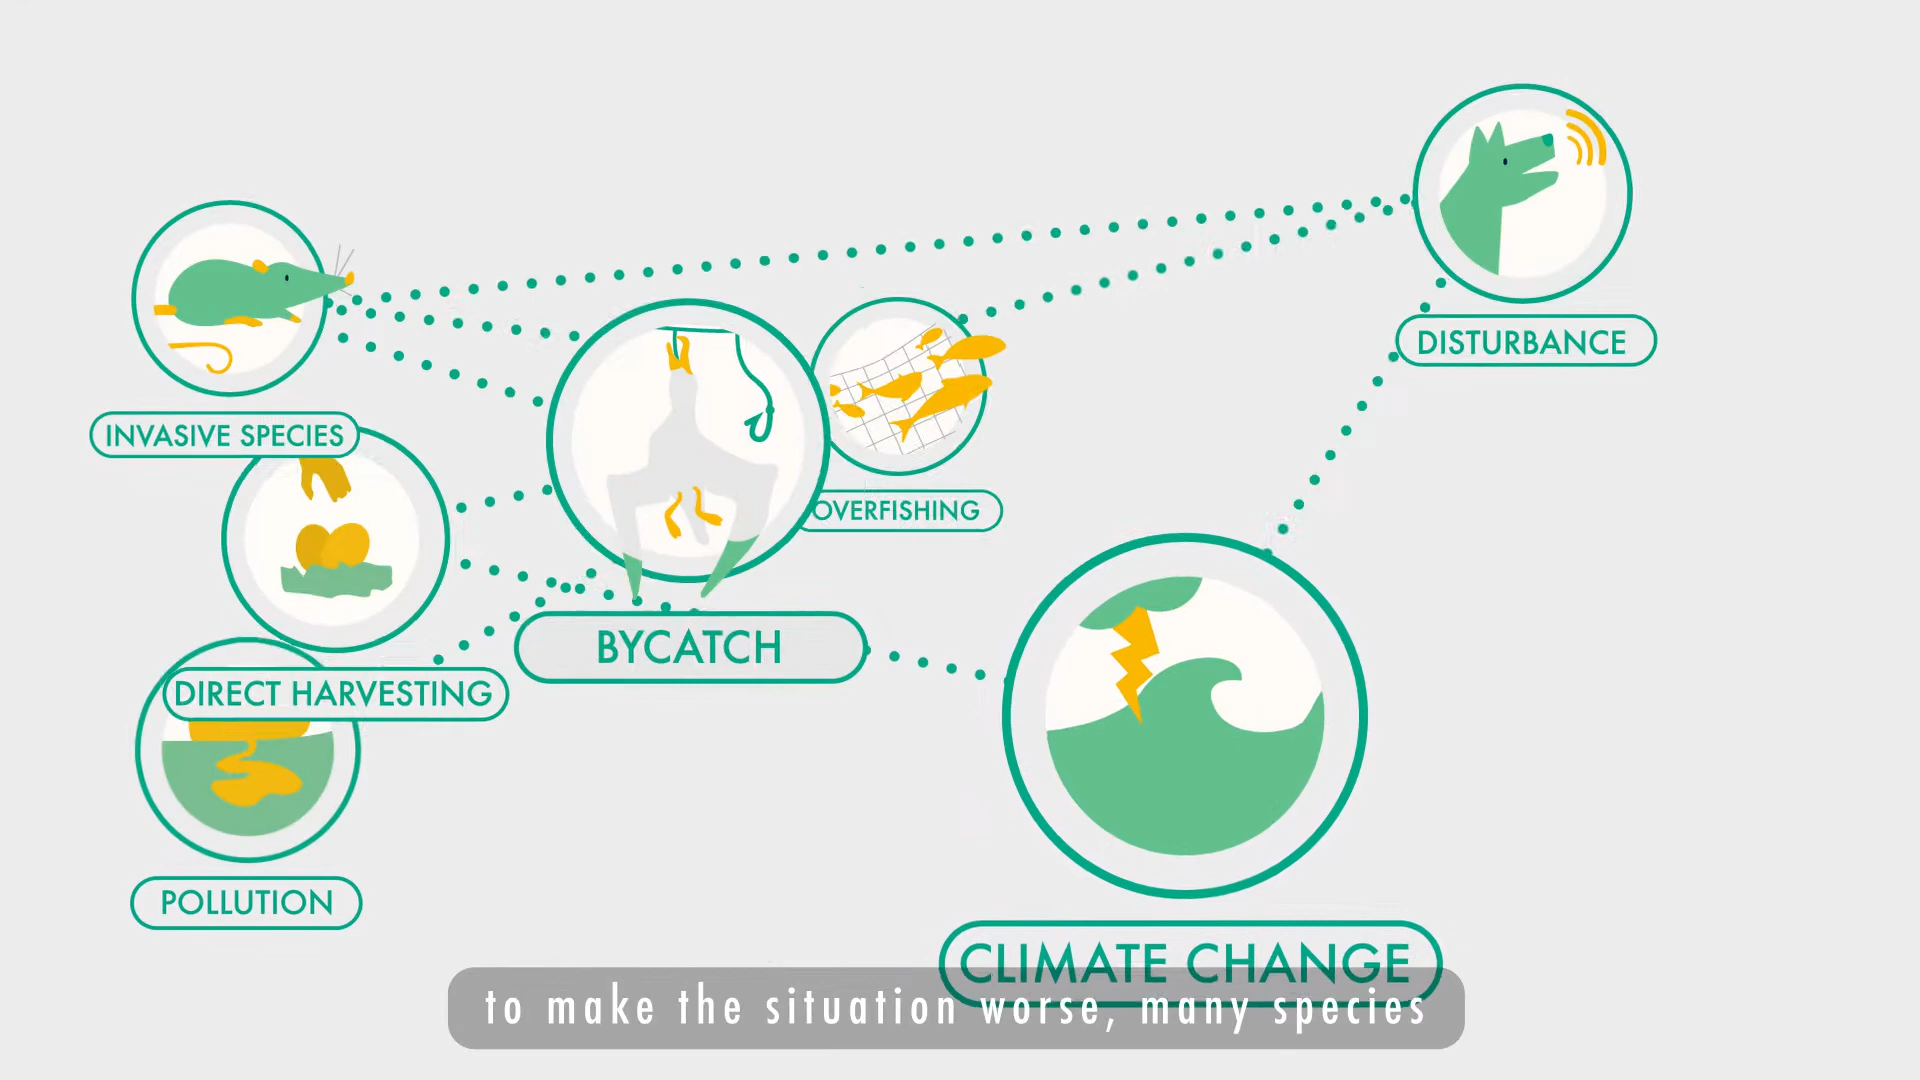 DISTURBANCE
INVASIVE SPECIES
OVERFISHING
BYCATCH
DIRECT HARVESTING
POLLUTION
CLIMATE CHANGE
to make the situation worse, many species